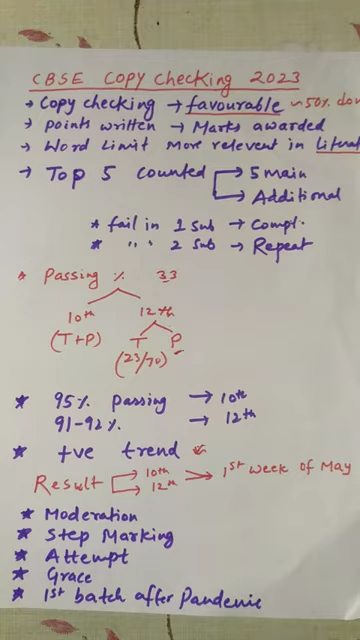 CBSE Copy Checking 2023
→ Copy checking → favourable ~50% do
→ points written → Marks awarded
→ Word Limit More relevent in
→ Top 5 counted → 5 main
→ Additional
* fail in 1 sub → Compt.
* " " 2 sub → Repeat
* Passing % 33
10th 12th
(T+P) T P
(23/70)
* 95% passing → 10th
91-92% → 12th
* +ve trend
Result → 10th → 1st week of May
→ 12th
* Moderation
* Step Marking
* Attempt
* Grace
* 1st batch after Pandemic